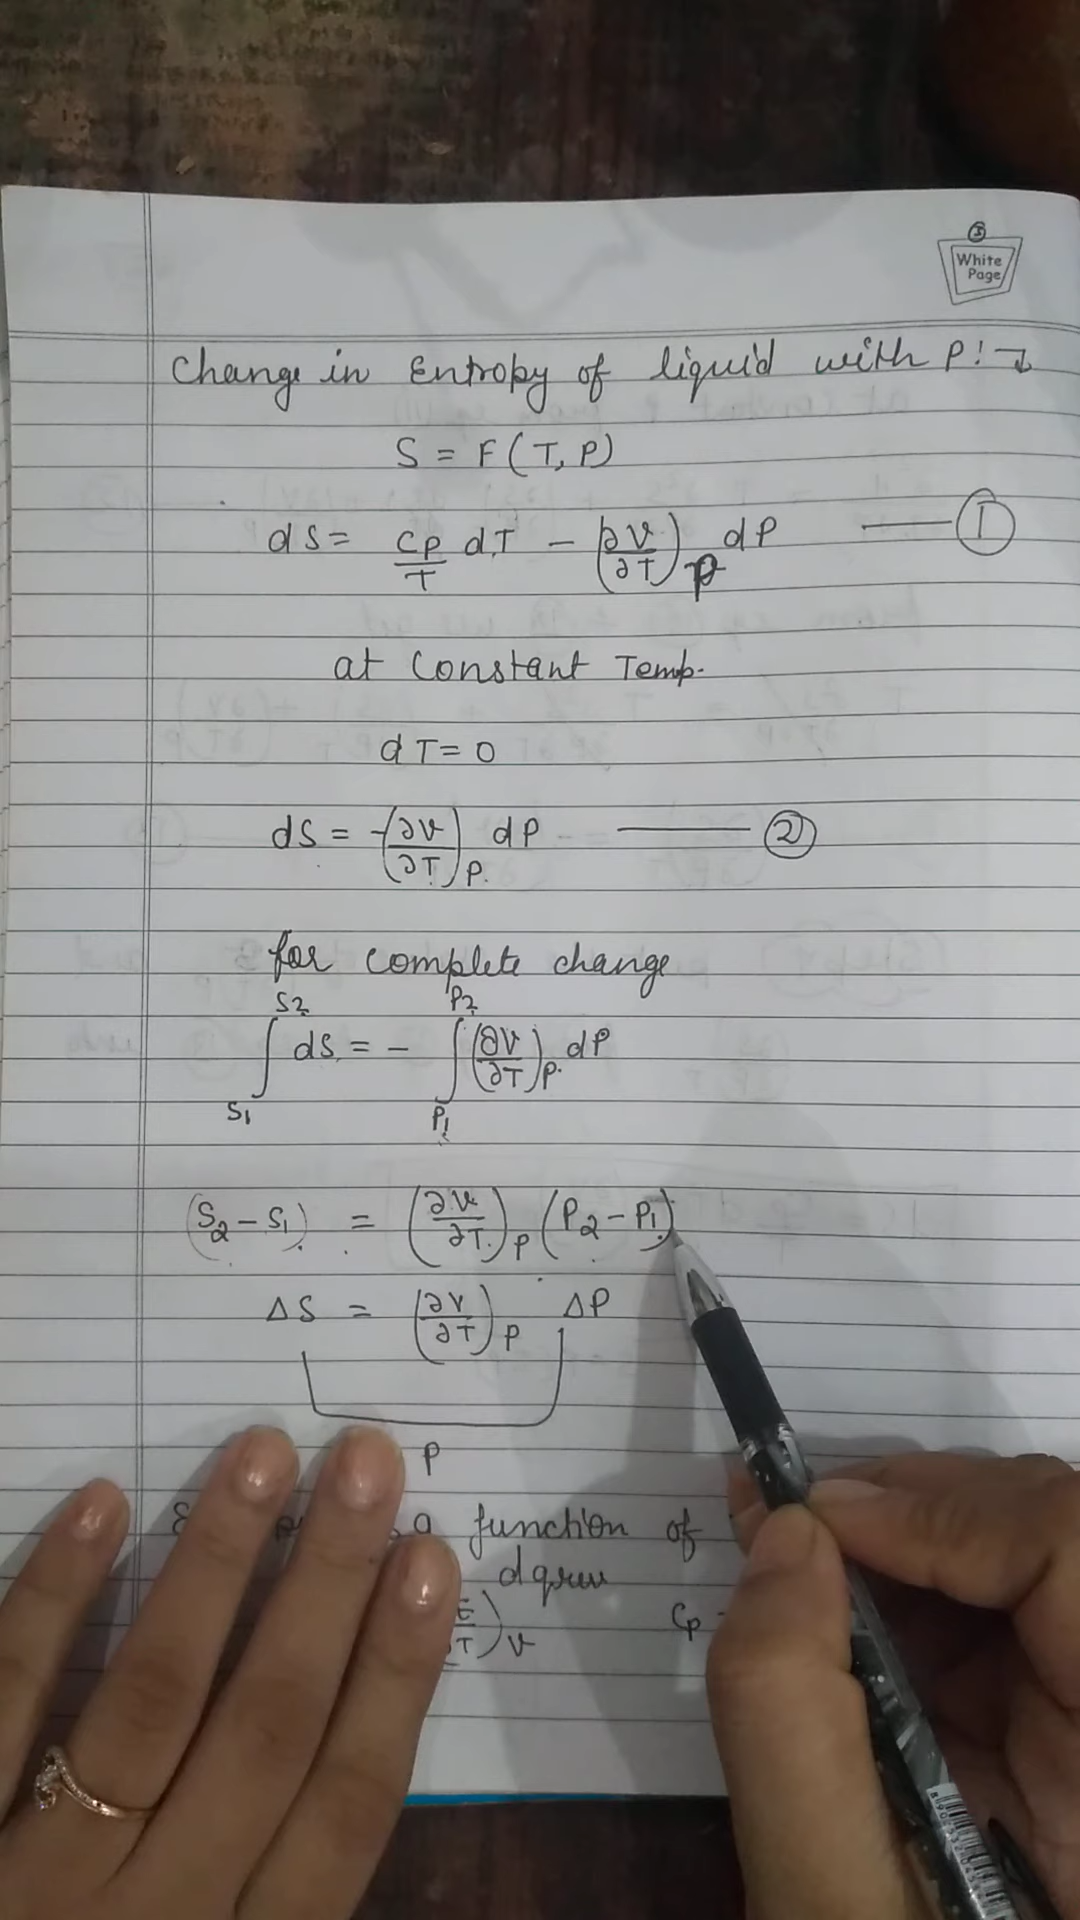 ③
White
Page
Change in Entropy of liquid with P:→
S = F(T, P)
dS = CP/T dT − (∂V/∂T)P dP —— ①
at Constant Temp.
dT = 0
dS = −(∂V/∂T)P. dP —— ②
for complete change
∫S1^S2 dS = − ∫P1^P2 (∂V/∂T)P. dP
(S2 − S1) = (∂V/∂T)P (P2 − P1)
ΔS = (∂V/∂T)P ΔP
P
a function of
E/T)V CP